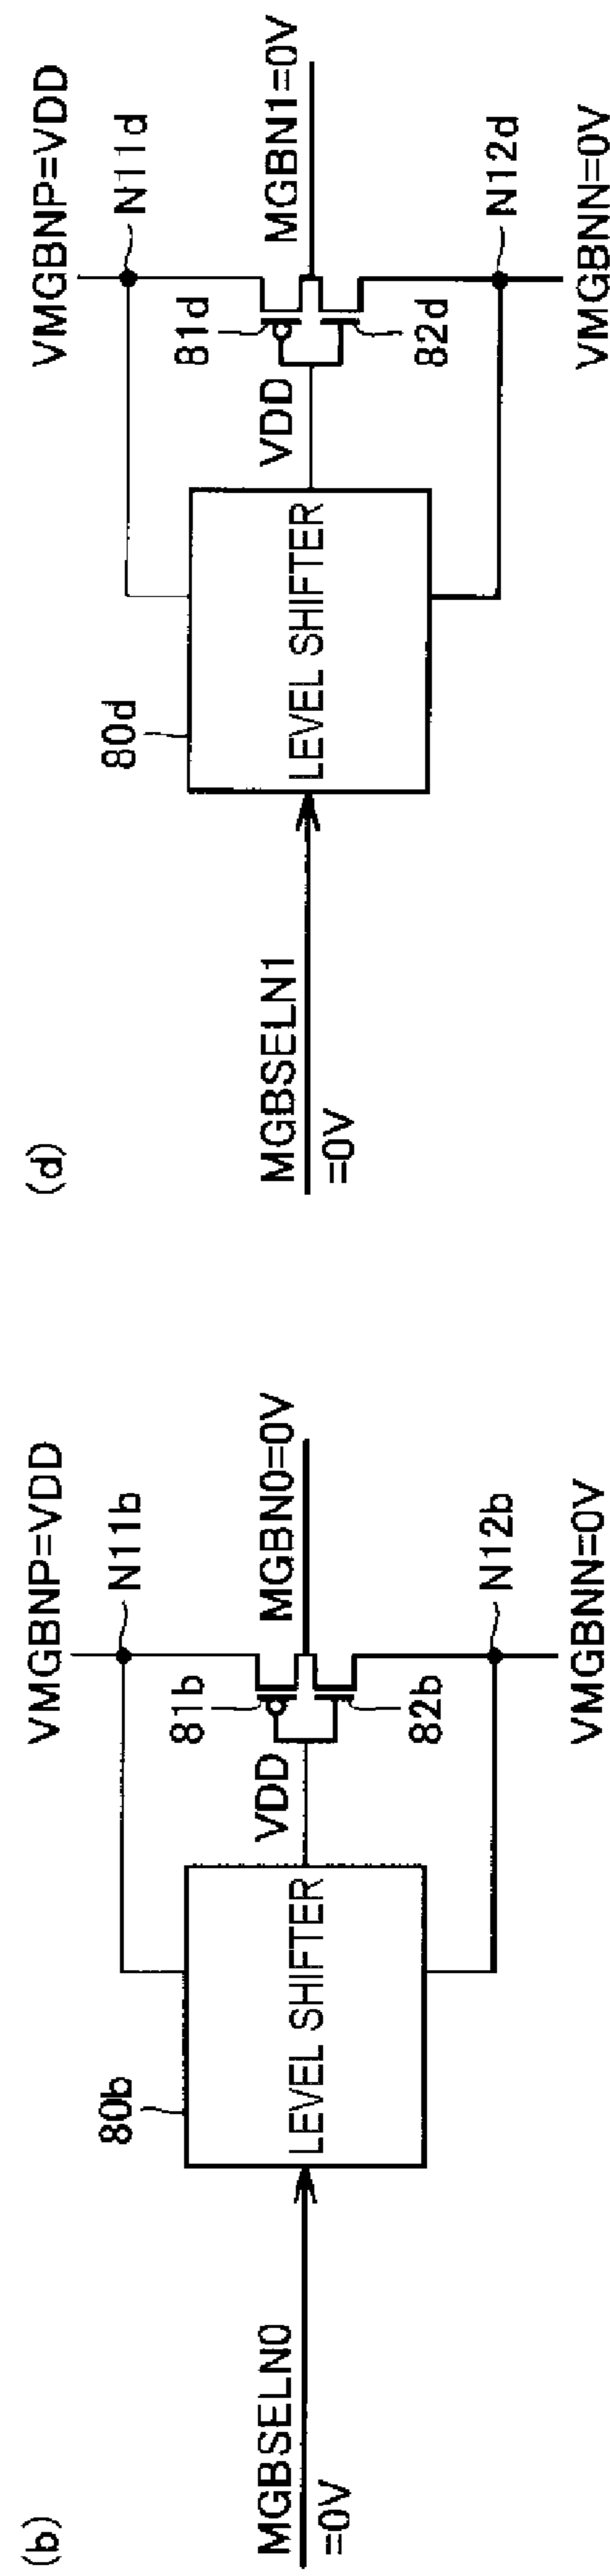 (b)
VMGBNP=VDD
N11b
80b
81b
VDD
MGBSELN0
=0V
LEVEL SHIFTER
MGBN0=0V
82b
N12b
VMGBNN=0V
(d)
VMGBNP=VDD
N11d
80d
81d
VDD
MGBSELN1
=0V
LEVEL SHIFTER
MGBN1=0V
82d
N12d
VMGBNN=0V